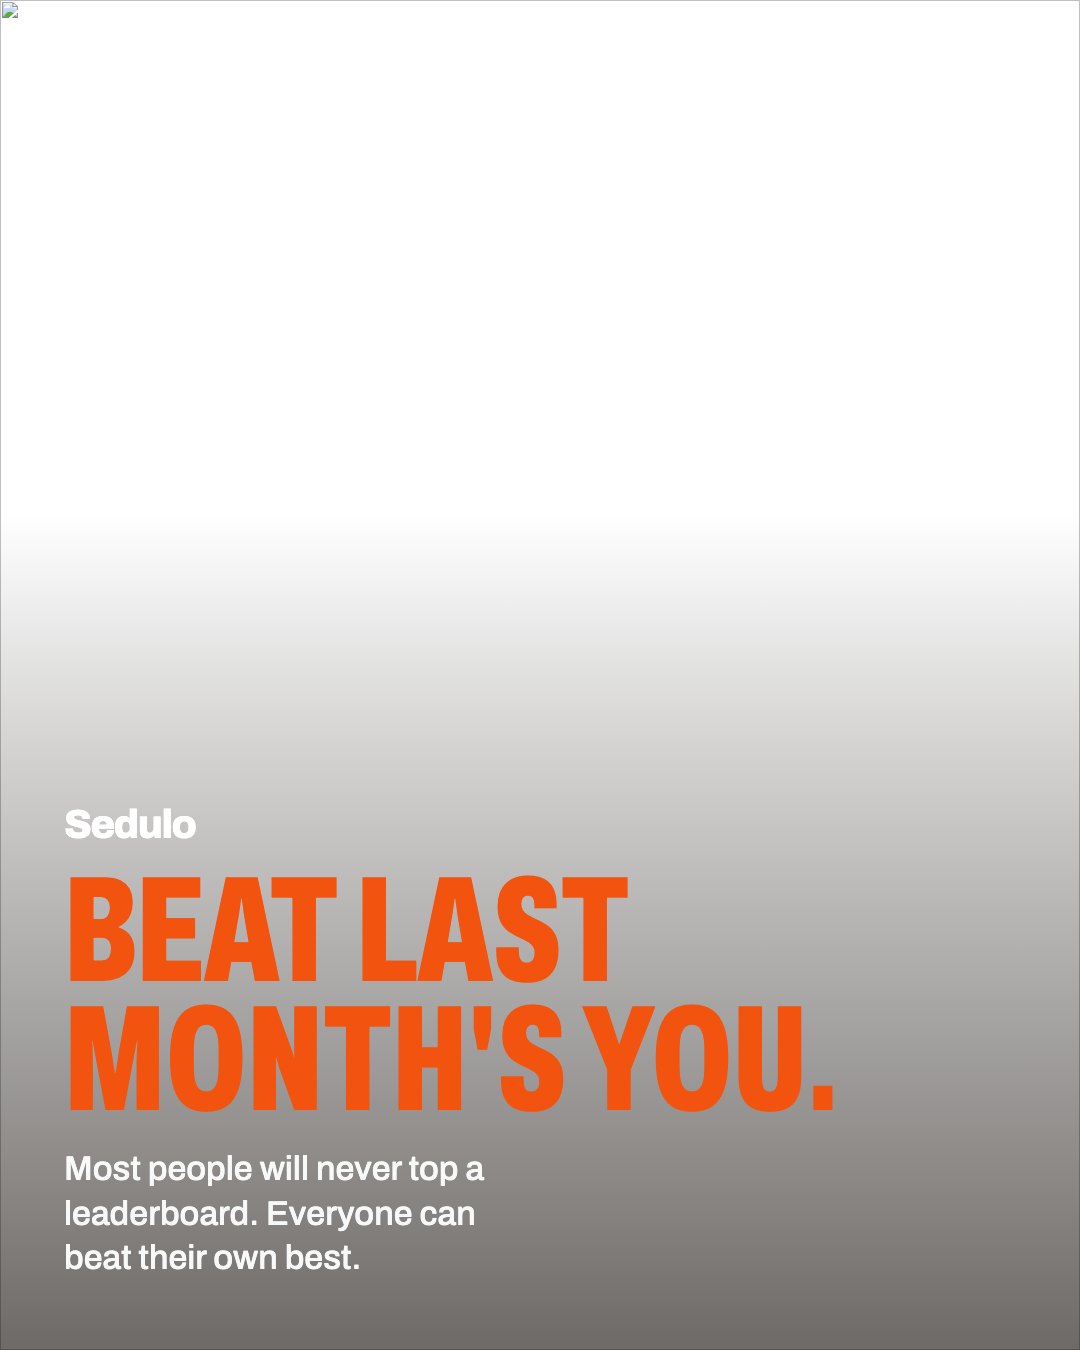 Sedulo
BEAT LAST
MONTH'S YOU.
Most people will never top a
leaderboard. Everyone can
beat their own best.